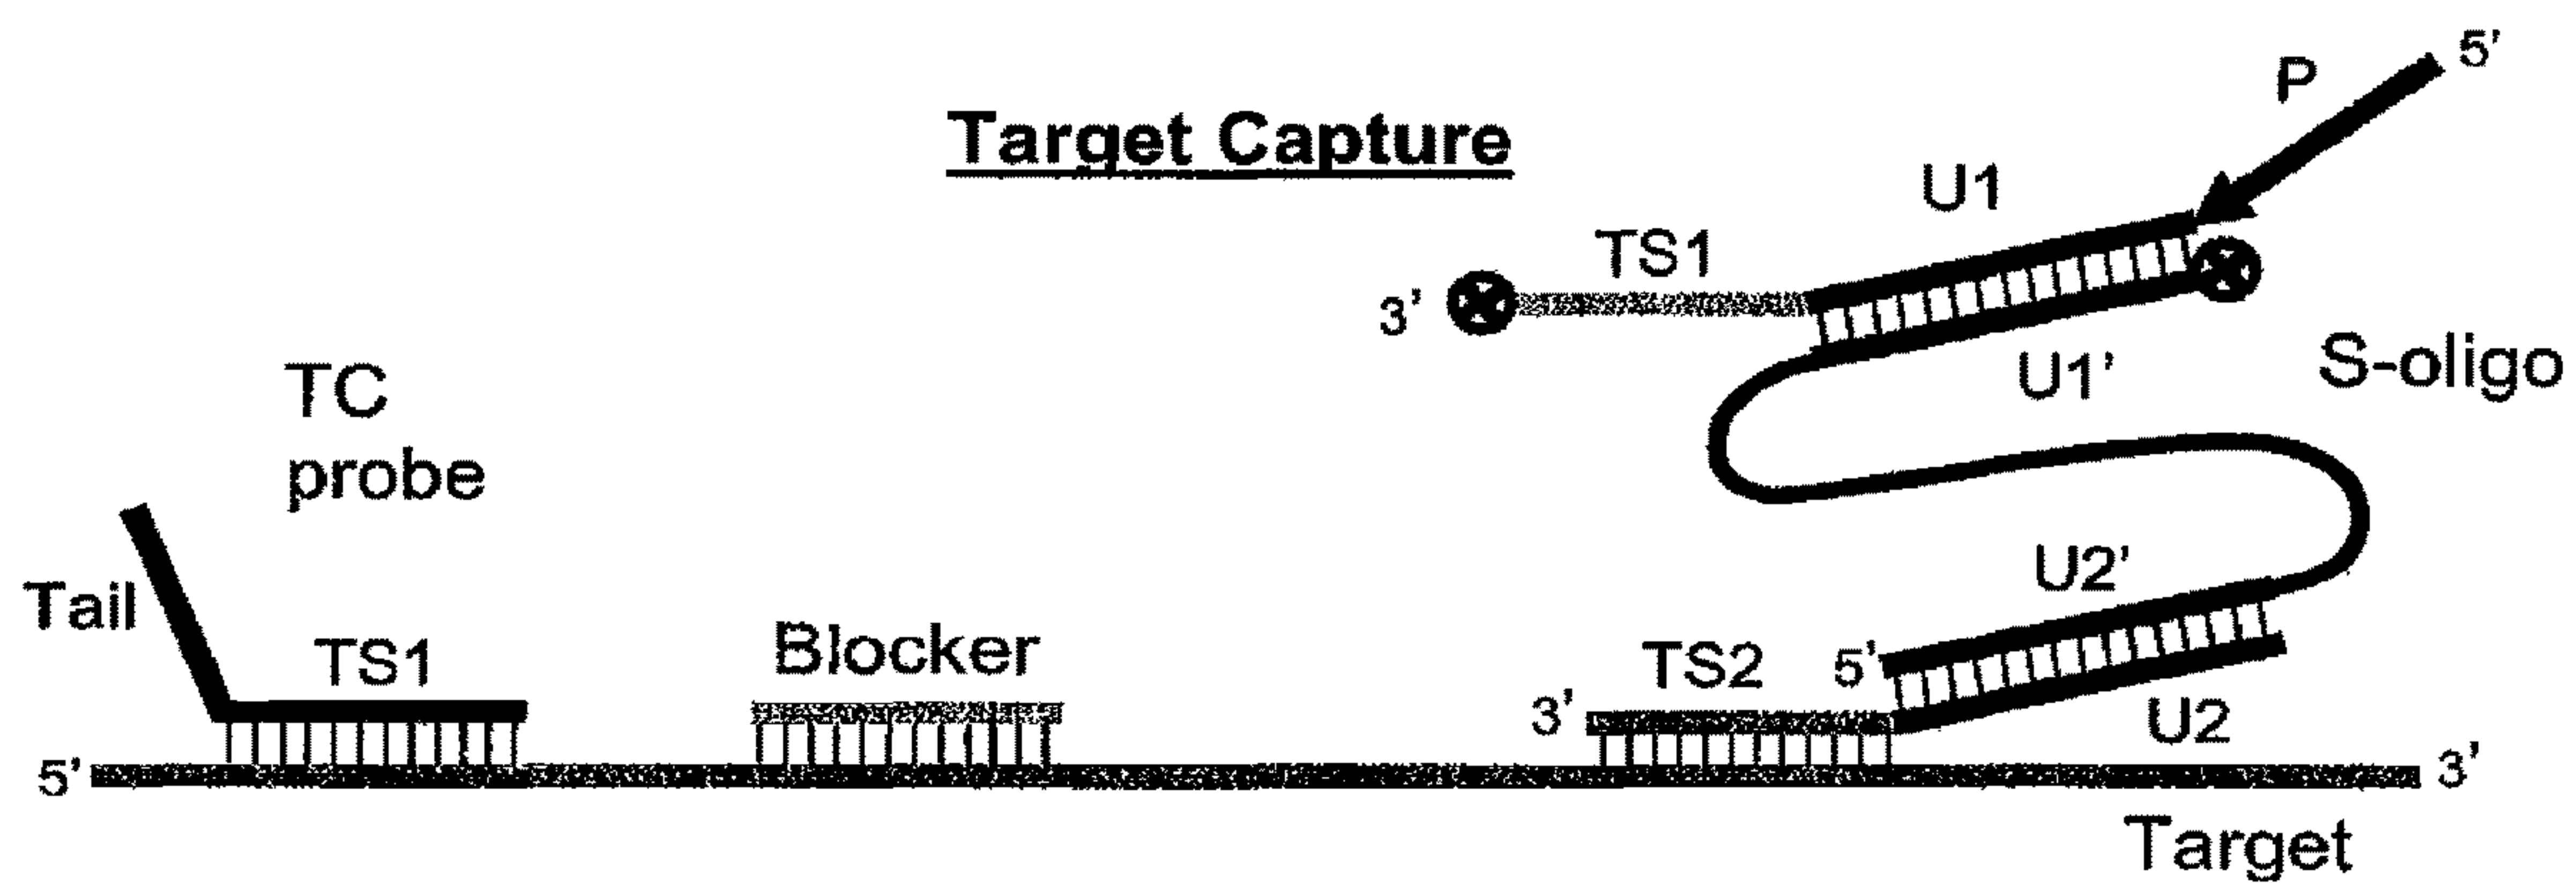 5’
P
Target Capture
U1
TS1
3’
U1’
S-oligo
TC
probe
U2’
Tail
TS1
Blocker
TS2
5’
3’
U2
5’
3’
Target